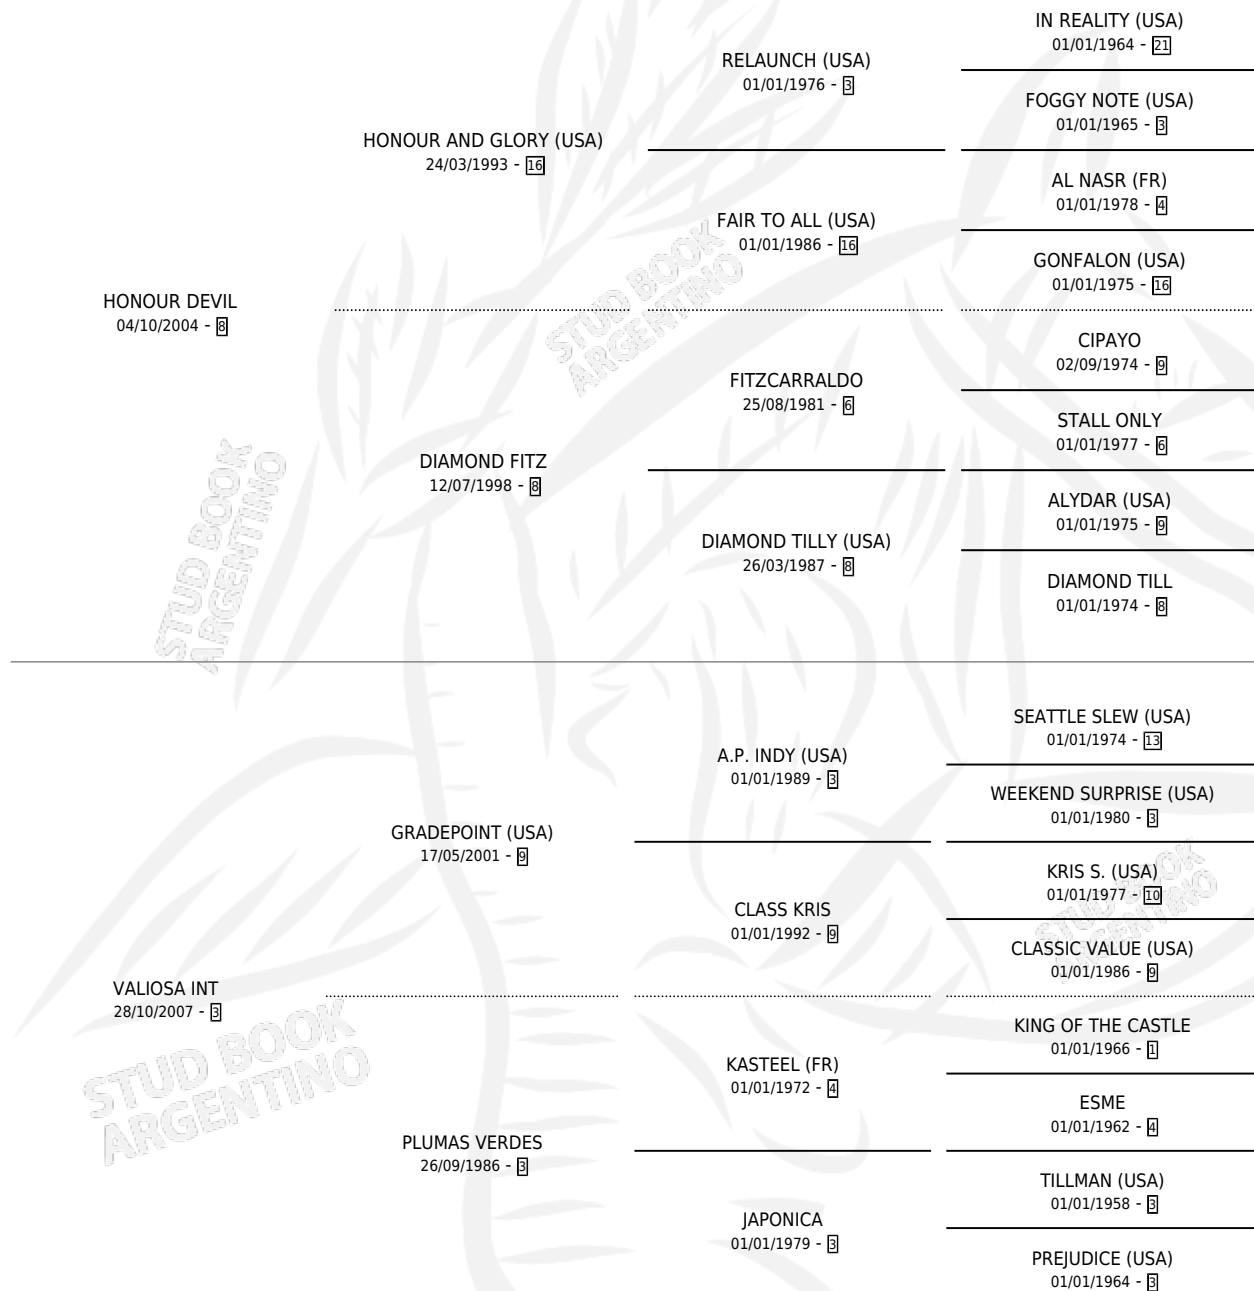 IN REALITY (USA)
01/01/1964 - 21
RELAUNCH (USA)
01/01/1976 - 3
FOGGY NOTE (USA)
01/01/1965 - 3
HONOUR AND GLORY (USA)
24/03/1993 - 16
AL NASR (FR)
01/01/1978 - 4
FAIR TO ALL (USA)
01/01/1986 - 16
GONFALON (USA)
01/01/1975 - 16
HONOUR DEVIL
04/10/2004 - 8
CIPAYO
02/09/1974 - 9
FITZCARRALDO
25/08/1981 - 6
STALL ONLY
01/01/1977 - 6
DIAMOND FITZ
12/07/1998 - 8
ALYDAR (USA)
01/01/1975 - 9
DIAMOND TILLY (USA)
26/03/1987 - 8
DIAMOND TILL
01/01/1974 - 8
SEATTLE SLEW (USA)
01/01/1974 - 13
A.P. INDY (USA)
01/01/1989 - 3
WEEKEND SURPRISE (USA)
01/01/1980 - 3
GRADEPOINT (USA)
17/05/2001 - 9
KRIS S. (USA)
01/01/1977 - 10
CLASS KRIS
01/01/1992 - 9
CLASSIC VALUE (USA)
01/01/1986 - 9
VALIOSA INT
28/10/2007 - 3
KING OF THE CASTLE
01/01/1966 - 1
KASTEEL (FR)
01/01/1972 - 4
ESME
01/01/1962 - 4
PLUMAS VERDES
26/09/1986 - 3
TILLMAN (USA)
01/01/1958 - 3
JAPONICA
01/01/1979 - 3
PREJUDICE (USA)
01/01/1964 - 3
STUD BOOK
ARGENTINO
STUD BOOK
ARGENTINO
STUD BOOK
ARGENTINO
STUD BOOK
ARGENTINO